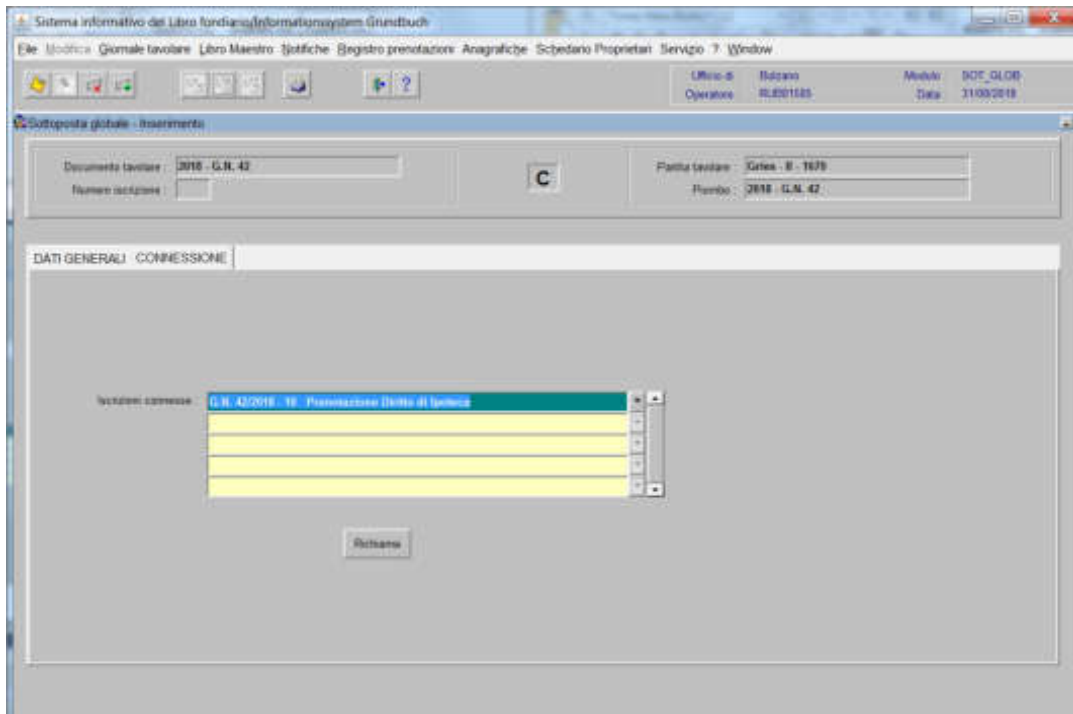 Sistema informativo del Libro fondiario/Informationssystem Grundbuch
File Modifica Giornale tavolare Libro Maestro Notifiche Registro prenotazioni Anagrafiche Schedario Proprietari Servizio ? Window
Ufficio di Bolzano Modulo SOT_GLOB
Operatore Data 31/08/2018
Sottoposta globale - Inserimento
Documento tavolare : 2018 - G.N. 42
Numero iscrizione :
C
Partita tavolare : Gries - II - 1670
Piombo : 2018 - G.N. 42
DATI GENERALI CONNESSIONE
Iscrizioni connesse : G.N. 42/2018 - 10 Prenotazione Diritto di Ipoteca
Richiama